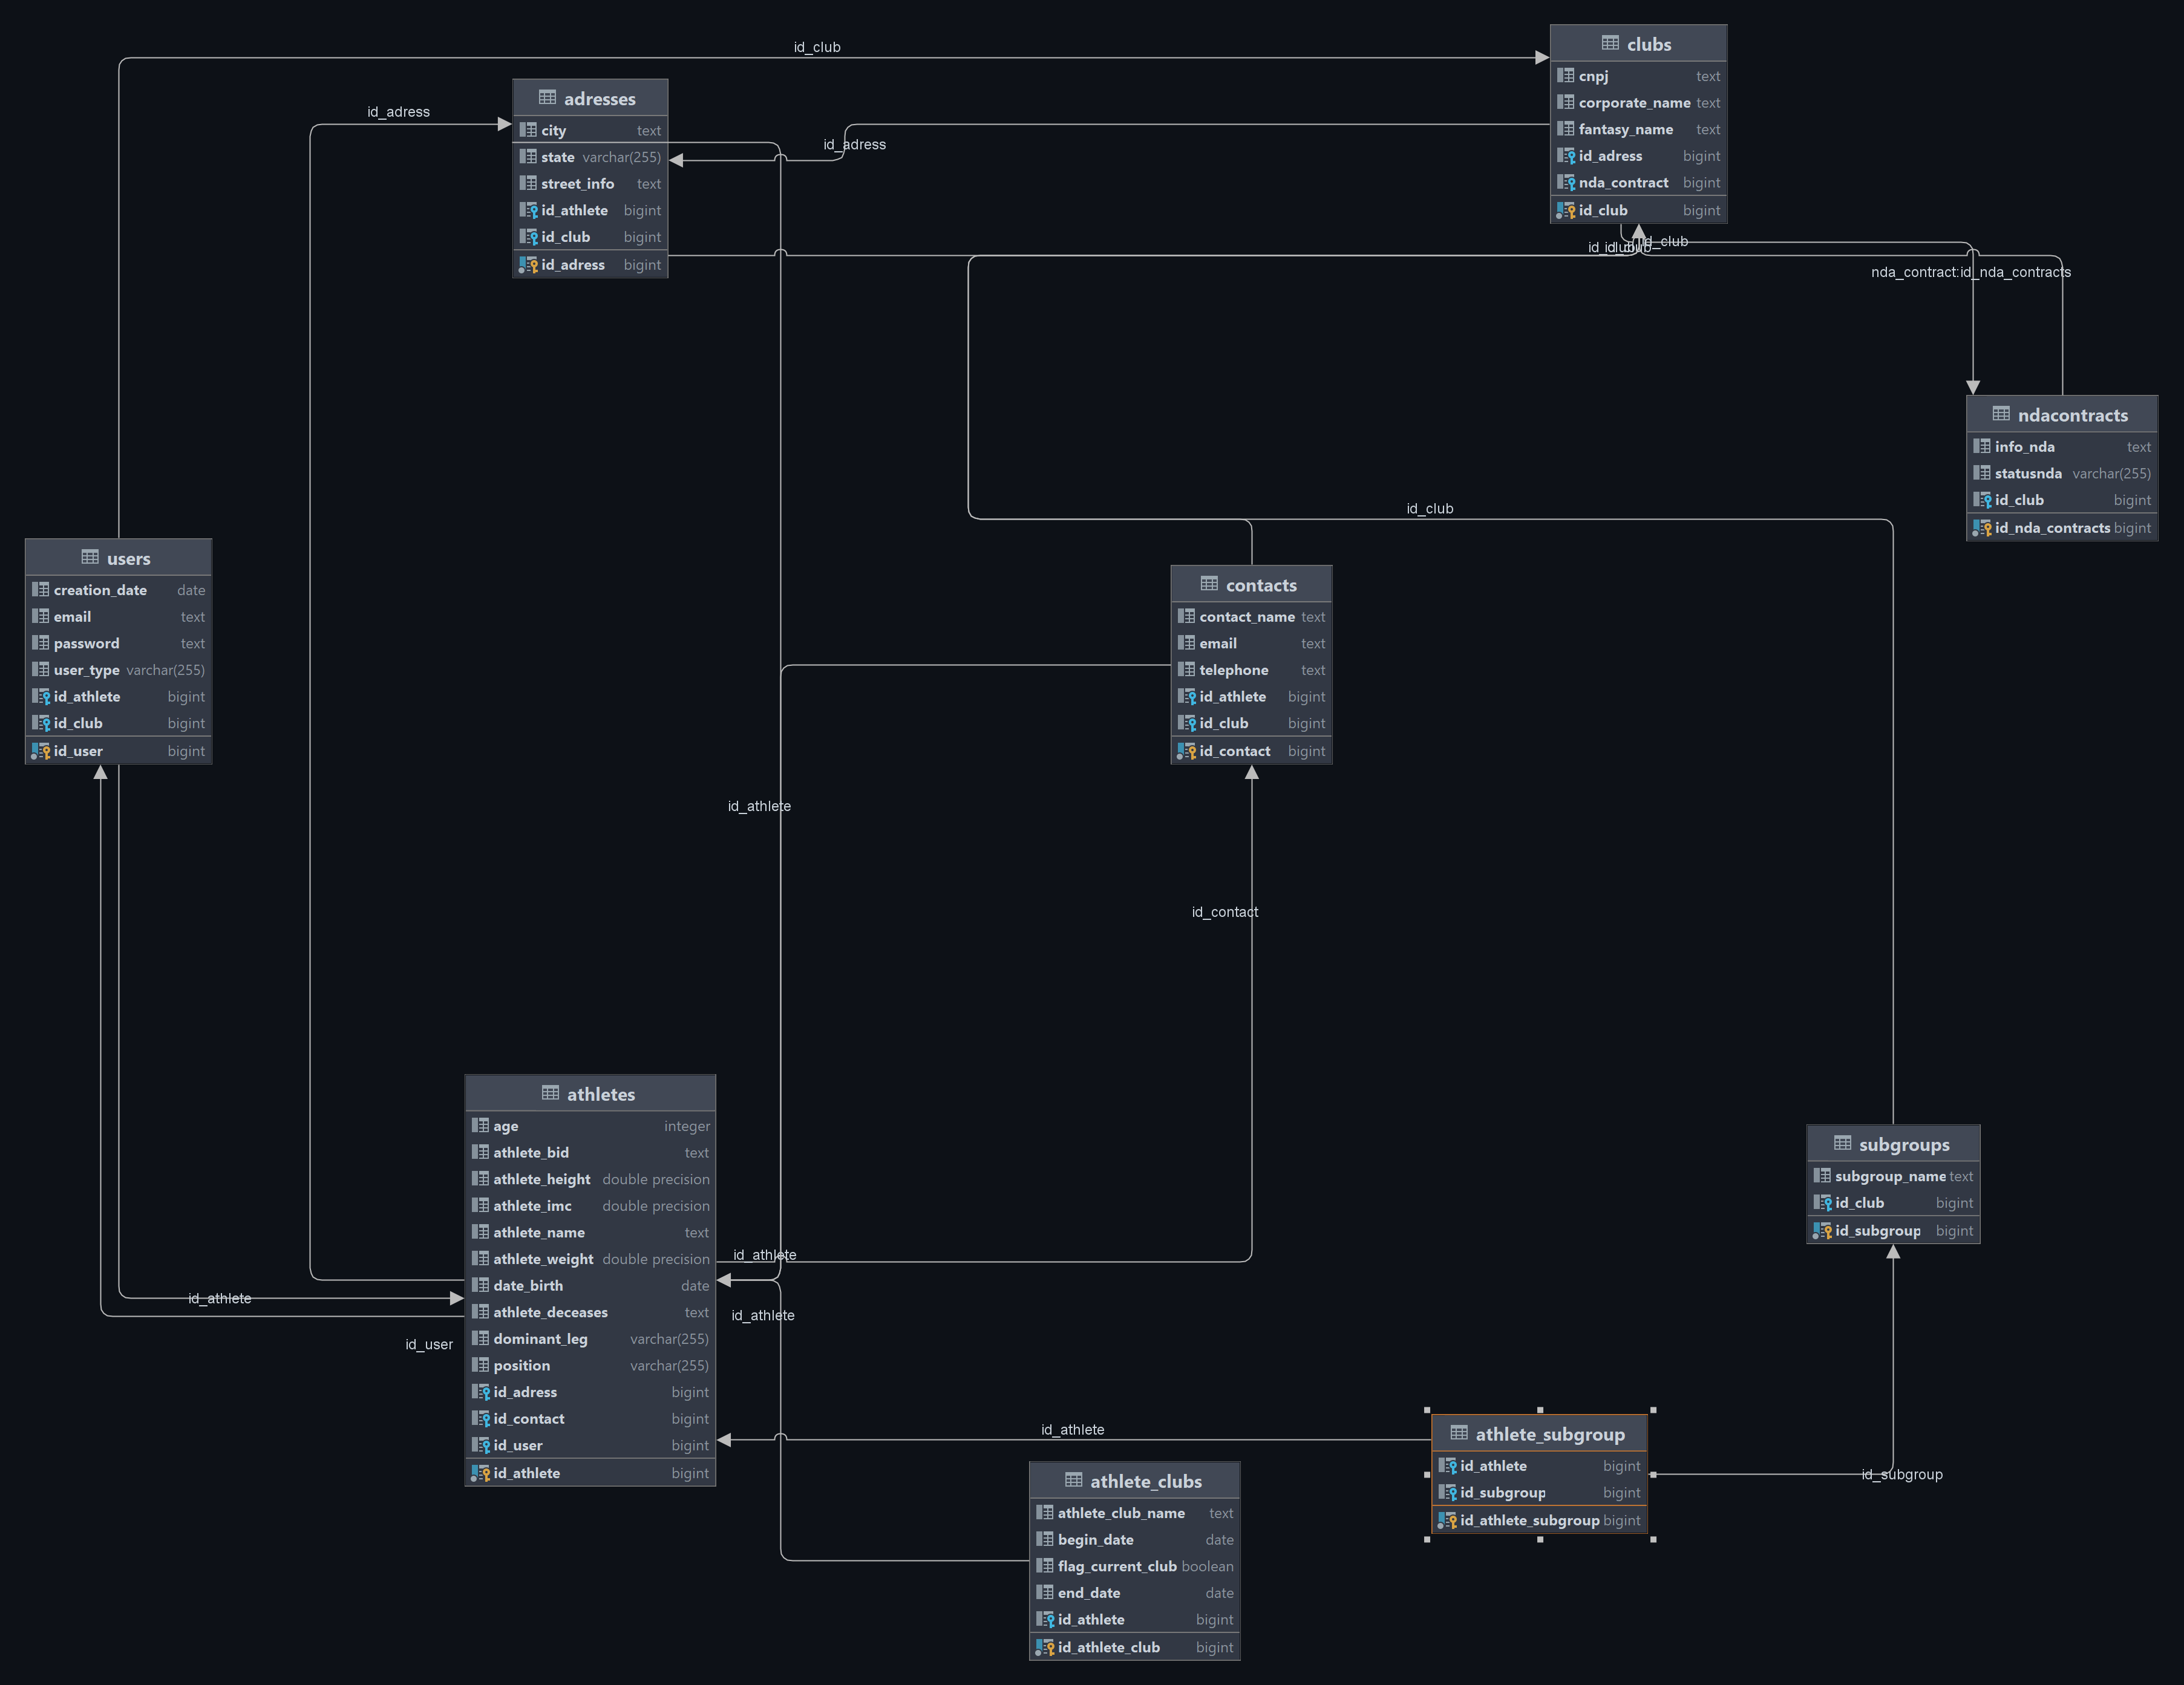 id_club
clubs
cnpj text
corporate_name text
fantasy_name text
id_adress bigint
nda_contract bigint
id_club bigint
id_adress
adresses
city text
state varchar(255)
street_info text
id_athlete bigint
id_club bigint
id_adress bigint
id_adress
id_club
nda_contract:id_nda_contracts
ndacontracts
info_nda text
statusnda varchar(255)
id_club bigint
id_nda_contracts bigint
id_club
users
creation_date date
email text
password text
user_type varchar(255)
id_athlete bigint
id_club bigint
id_user bigint
contacts
contact_name text
email text
telephone text
id_athlete bigint
id_club bigint
id_contact bigint
id_athlete
id_contact
athletes
age integer
athlete_bid text
athlete_height double precision
athlete_imc double precision
athlete_name text
athlete_weight double precision
date_birth date
athlete_deceases text
dominant_leg varchar(255)
position varchar(255)
id_adress bigint
id_contact bigint
id_user bigint
id_athlete bigint
id_athlete
id_athlete
id_athlete
id_user
subgroups
subgroup_name text
id_club bigint
id_subgroup bigint
id_athlete
athlete_subgroup
id_athlete bigint
id_subgroup bigint
id_athlete_subgroup bigint
id_subgroup
athlete_clubs
athlete_club_name text
begin_date date
flag_current_club boolean
end_date date
id_athlete bigint
id_athlete_club bigint